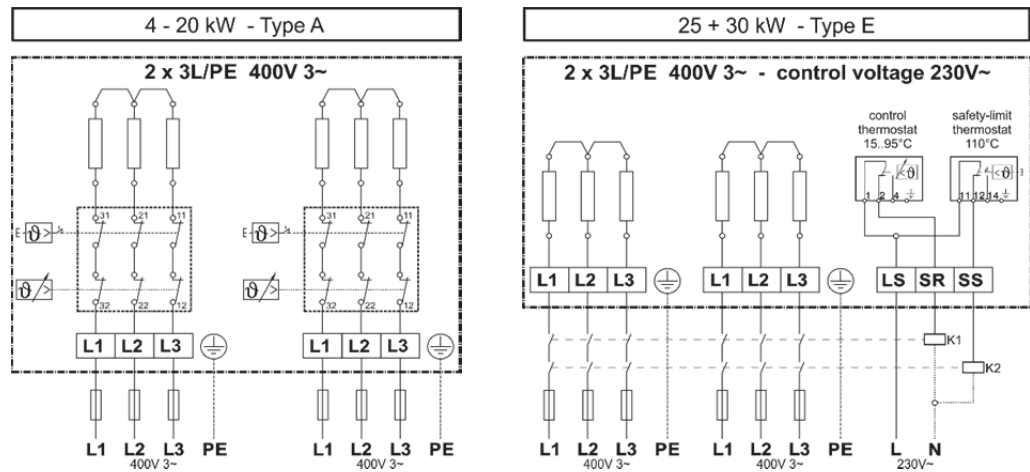 4 - 20 kW - Type A
2 x 3L/PE 400V 3~
31 21 11
31 21 11
E ϑ >
E ϑ >
ϑ
ϑ
32 22 12
32 22 12
L1 L2 L3
L1 L2 L3
L1 L2 L3 PE
400V 3~
L1 L2 L3 PE
400V 3~
25 + 30 kW - Type E
2 x 3L/PE 400V 3~ - control voltage 230V~
control
thermostat
15..95°C
safety-limit
thermostat
110°C
ϑ
ϑ
1 2 4
11 12 14
L1 L2 L3
L1 L2 L3
LS SR SS
K1
K2
L1 L2 L3 PE
400V 3~
L1 L2 L3 PE
400V 3~
L N
230V~